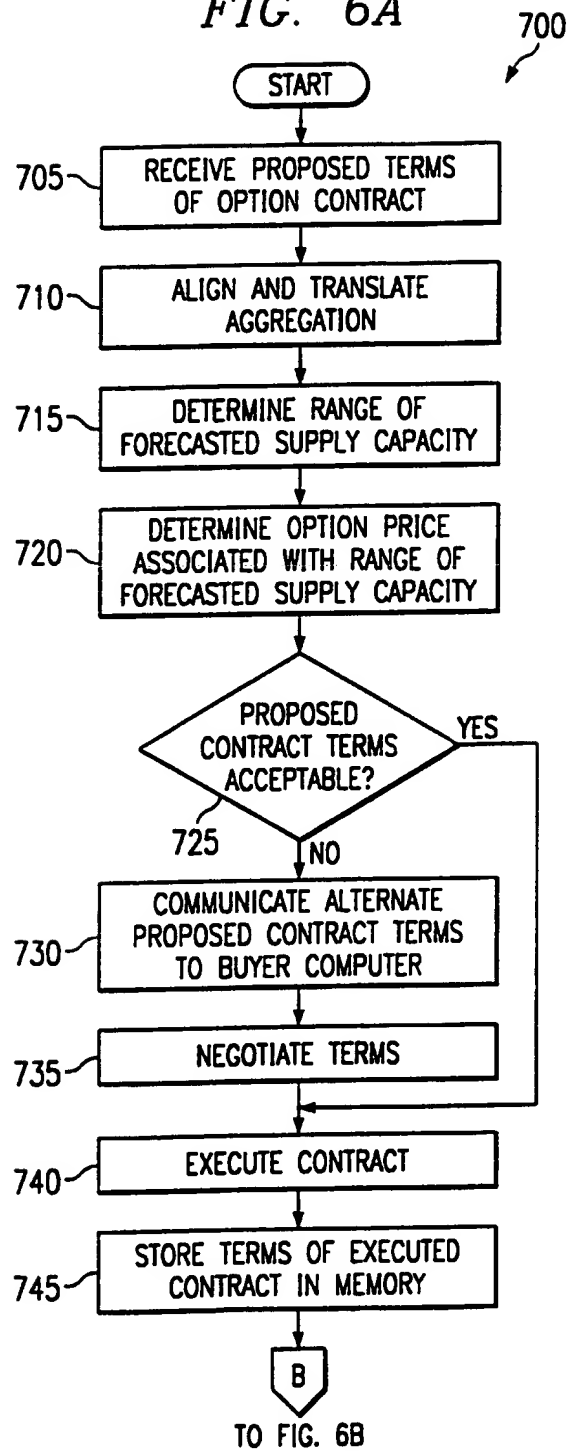 FIG. 6A
700
START
705
RECEIVE PROPOSED TERMS
OF OPTION CONTRACT
710
ALIGN AND TRANSLATE
AGGREGATION
715
DETERMINE RANGE OF
FORECASTED SUPPLY CAPACITY
720
DETERMINE OPTION PRICE
ASSOCIATED WITH RANGE OF
FORECASTED SUPPLY CAPACITY
PROPOSED
CONTRACT TERMS
ACCEPTABLE?
YES
725
NO
730
COMMUNICATE ALTERNATE
PROPOSED CONTRACT TERMS
TO BUYER COMPUTER
735
NEGOTIATE TERMS
740
EXECUTE CONTRACT
745
STORE TERMS OF EXECUTED
CONTRACT IN MEMORY
B
TO FIG. 6B